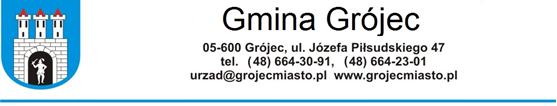 Gmina Grójec
05-600 Grójec, ul. Józefa Piłsudskiego 47
tel. (48) 664-30-91, (48) 664-23-01
urzad@grojecmiasto.pl www.grojecmiasto.pl